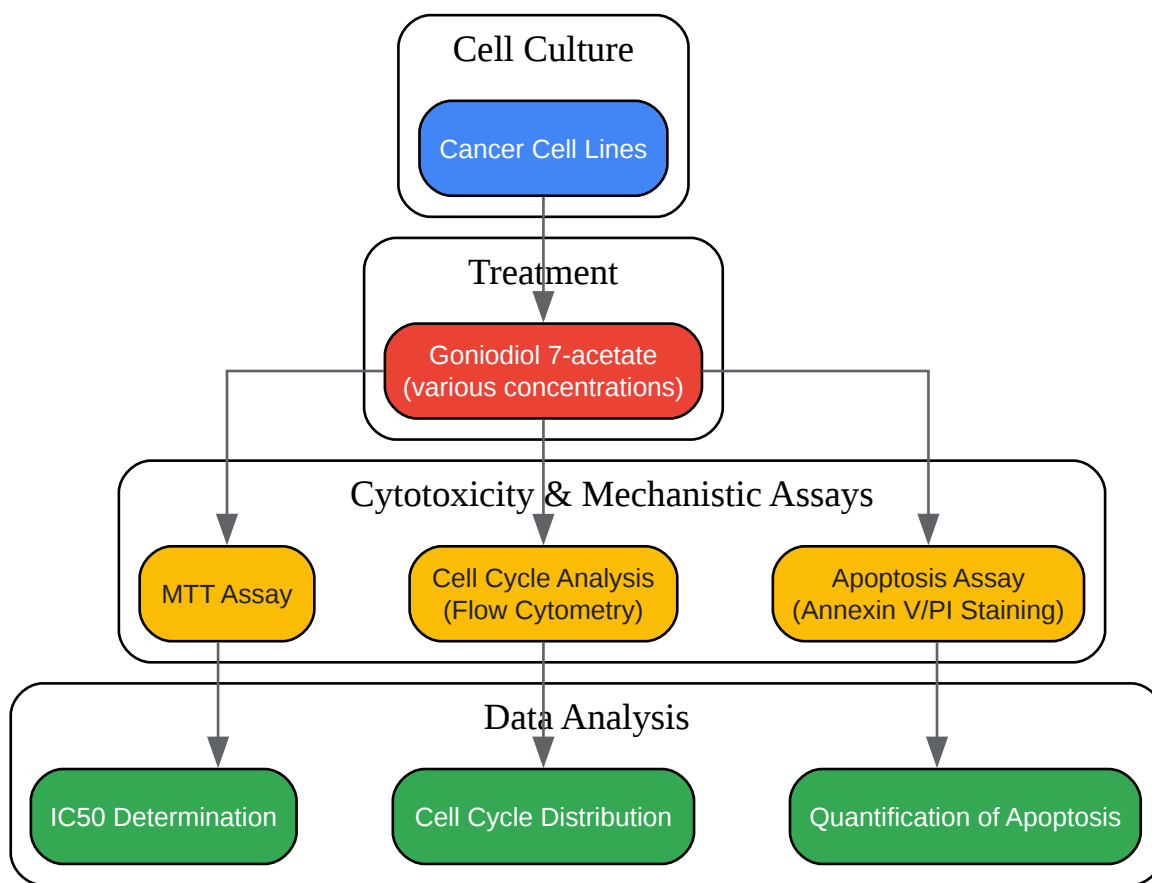 Cell Culture
Cancer Cell Lines
Treatment
Goniodiol 7-acetate
(various concentrations)
Cytotoxicity & Mechanistic Assays
MTT Assay
Cell Cycle Analysis
(Flow Cytometry)
Apoptosis Assay
(Annexin V/PI Staining)
Data Analysis
IC50 Determination
Cell Cycle Distribution
Quantification of Apoptosis